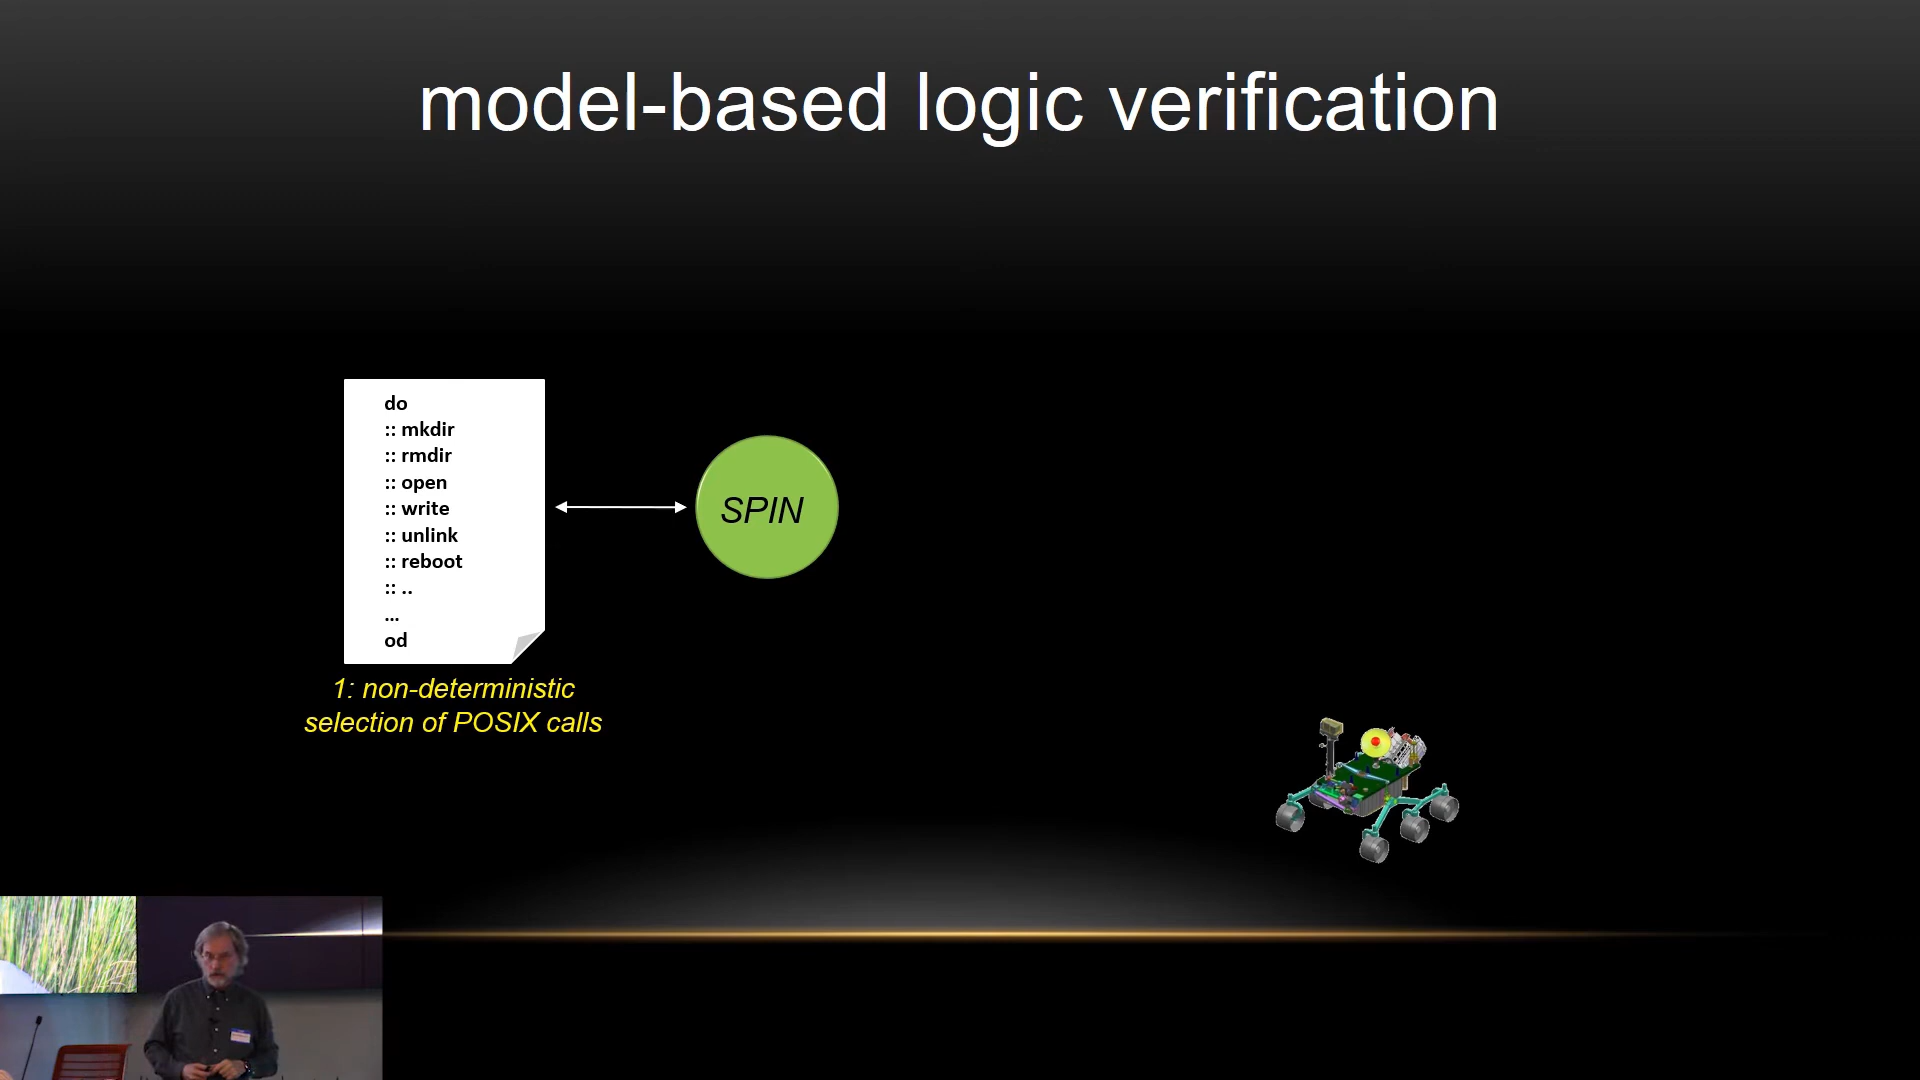 model-based logic verification
do
:: mkdir
:: rmdir
:: open
:: write
:: unlink
:: reboot
:: ..
...
od
SPIN
1: non-deterministic
selection of POSIX calls